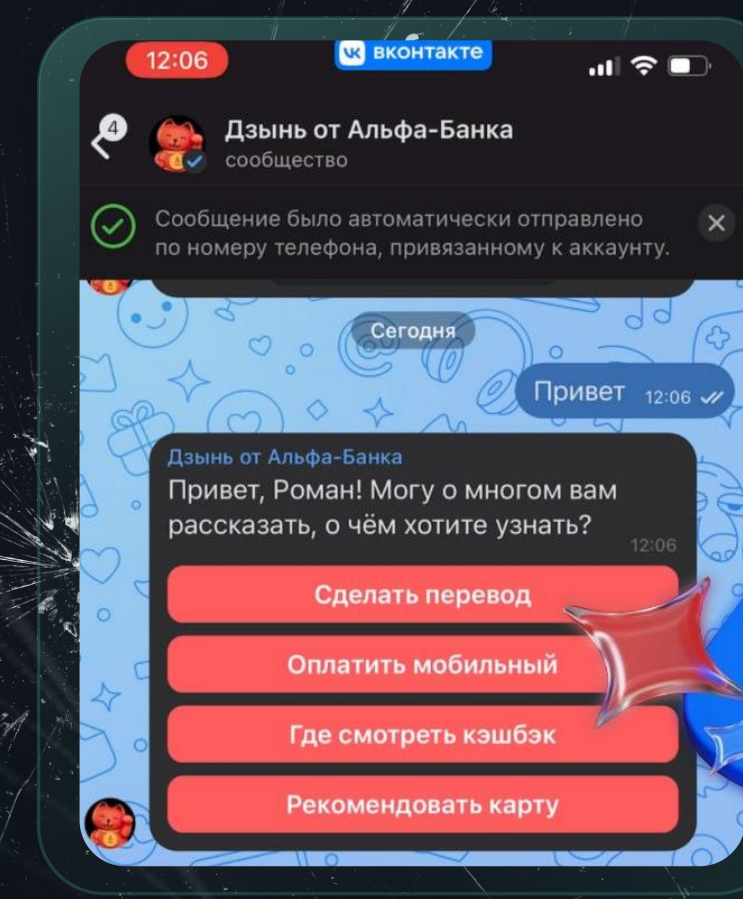 12:06
вконтакте
4
Дзынь от Альфа-Банка
сообщество
Сообщение было автоматически отправлено
по номеру телефона, привязанному к аккаунту.
Сегодня
Привет 12:06
Дзынь от Альфа-Банка
Привет, Роман! Могу о многом вам
рассказать, о чём хотите узнать?
12:06
Сделать перевод
Оплатить мобильный
Где смотреть кэшбэк
Рекомендовать карту